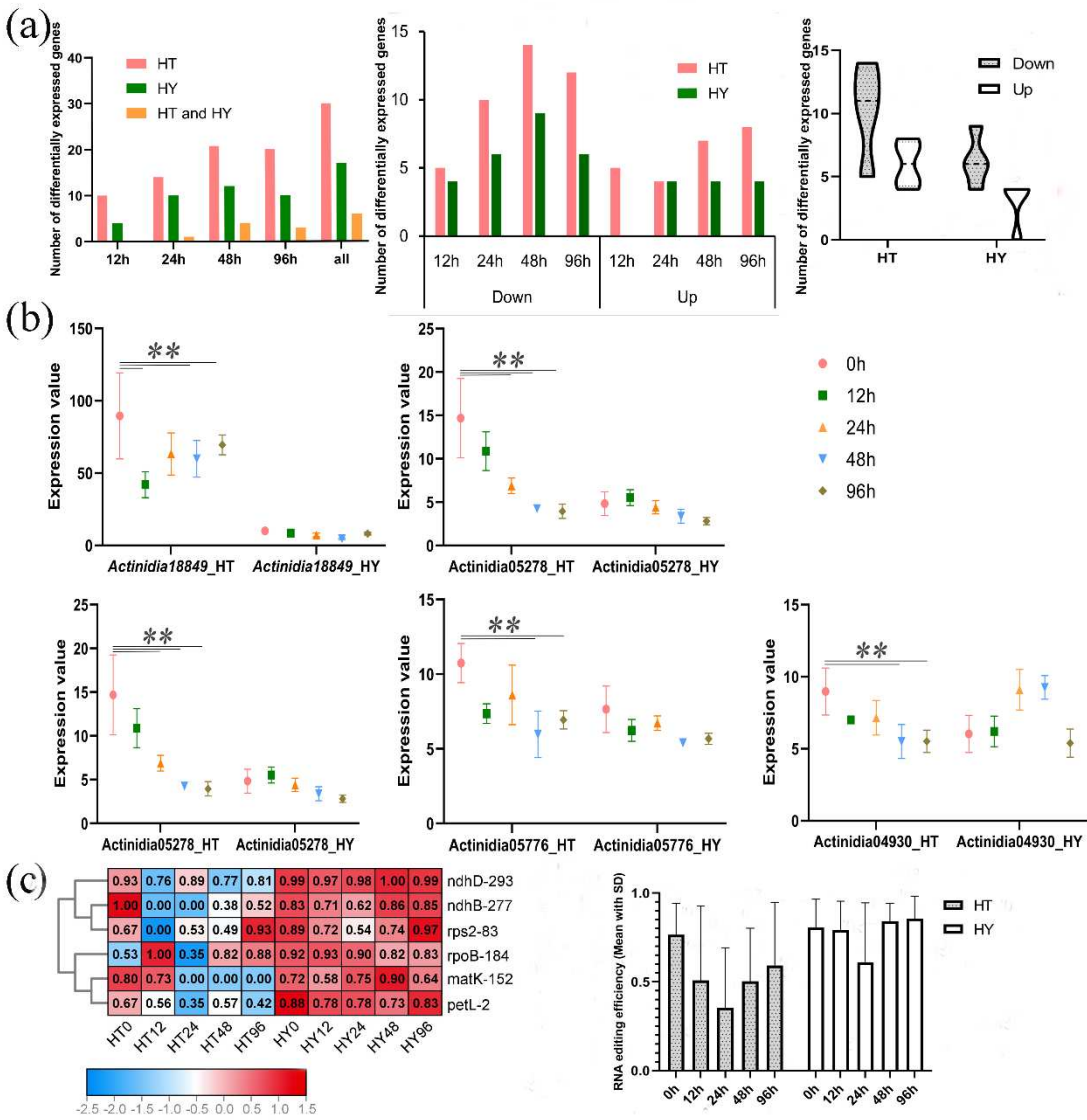 (a)
Number of differentially expressed genes
40
30
20
10
0
HT
HY
HT and HY
12h 24h 48h 96h all
Number of differentially expressed genes
15
10
5
0
HT
HY
12h 24h 48h 96h 12h 24h 48h 96h
Down Up
Number of differentially expressed genes
15
10
5
0
Down
Up
HT HY
(b)
Expression value
150
100
50
0
**
Actinidia18849_HT Actinidia18849_HY
Expression value
25
20
15
10
5
0
**
Actinidia05278_HT Actinidia05278_HY
0h
12h
24h
48h
96h
Expression value
25
20
15
10
5
0
**
Actinidia05278_HT Actinidia05278_HY
Expression value
15
10
5
0
**
Actinidia05776_HT Actinidia05776_HY
Expression value
15
10
5
0
**
Actinidia04930_HT Actinidia04930_HY
(c)
0.93 0.76 0.89 0.77 0.81 0.99 0.97 0.98 1.00 0.99 ndhD-293
1.00 0.00 0.00 0.38 0.52 0.83 0.71 0.62 0.86 0.85 ndhB-277
0.67 0.00 0.53 0.49 0.93 0.89 0.72 0.54 0.74 0.97 rps2-83
0.53 1.00 0.35 0.82 0.88 0.92 0.93 0.90 0.82 0.83 rpoB-184
0.80 0.73 0.00 0.00 0.00 0.72 0.58 0.75 0.90 0.64 matK-152
0.67 0.56 0.35 0.57 0.42 0.88 0.78 0.78 0.73 0.83 petL-2
HT0 HT12 HT24 HT48 HT96 HY0 HY12 HY24 HY48 HY96
-2.5 -2.0 -1.5 -1.0 -0.5 0.0 0.5 1.0 1.5
RNA editing efficiency (Mean with SD)
1.0
0.5
0.0
HT
HY
0h 12h 24h 48h 96h 0h 12h 24h 48h 96h